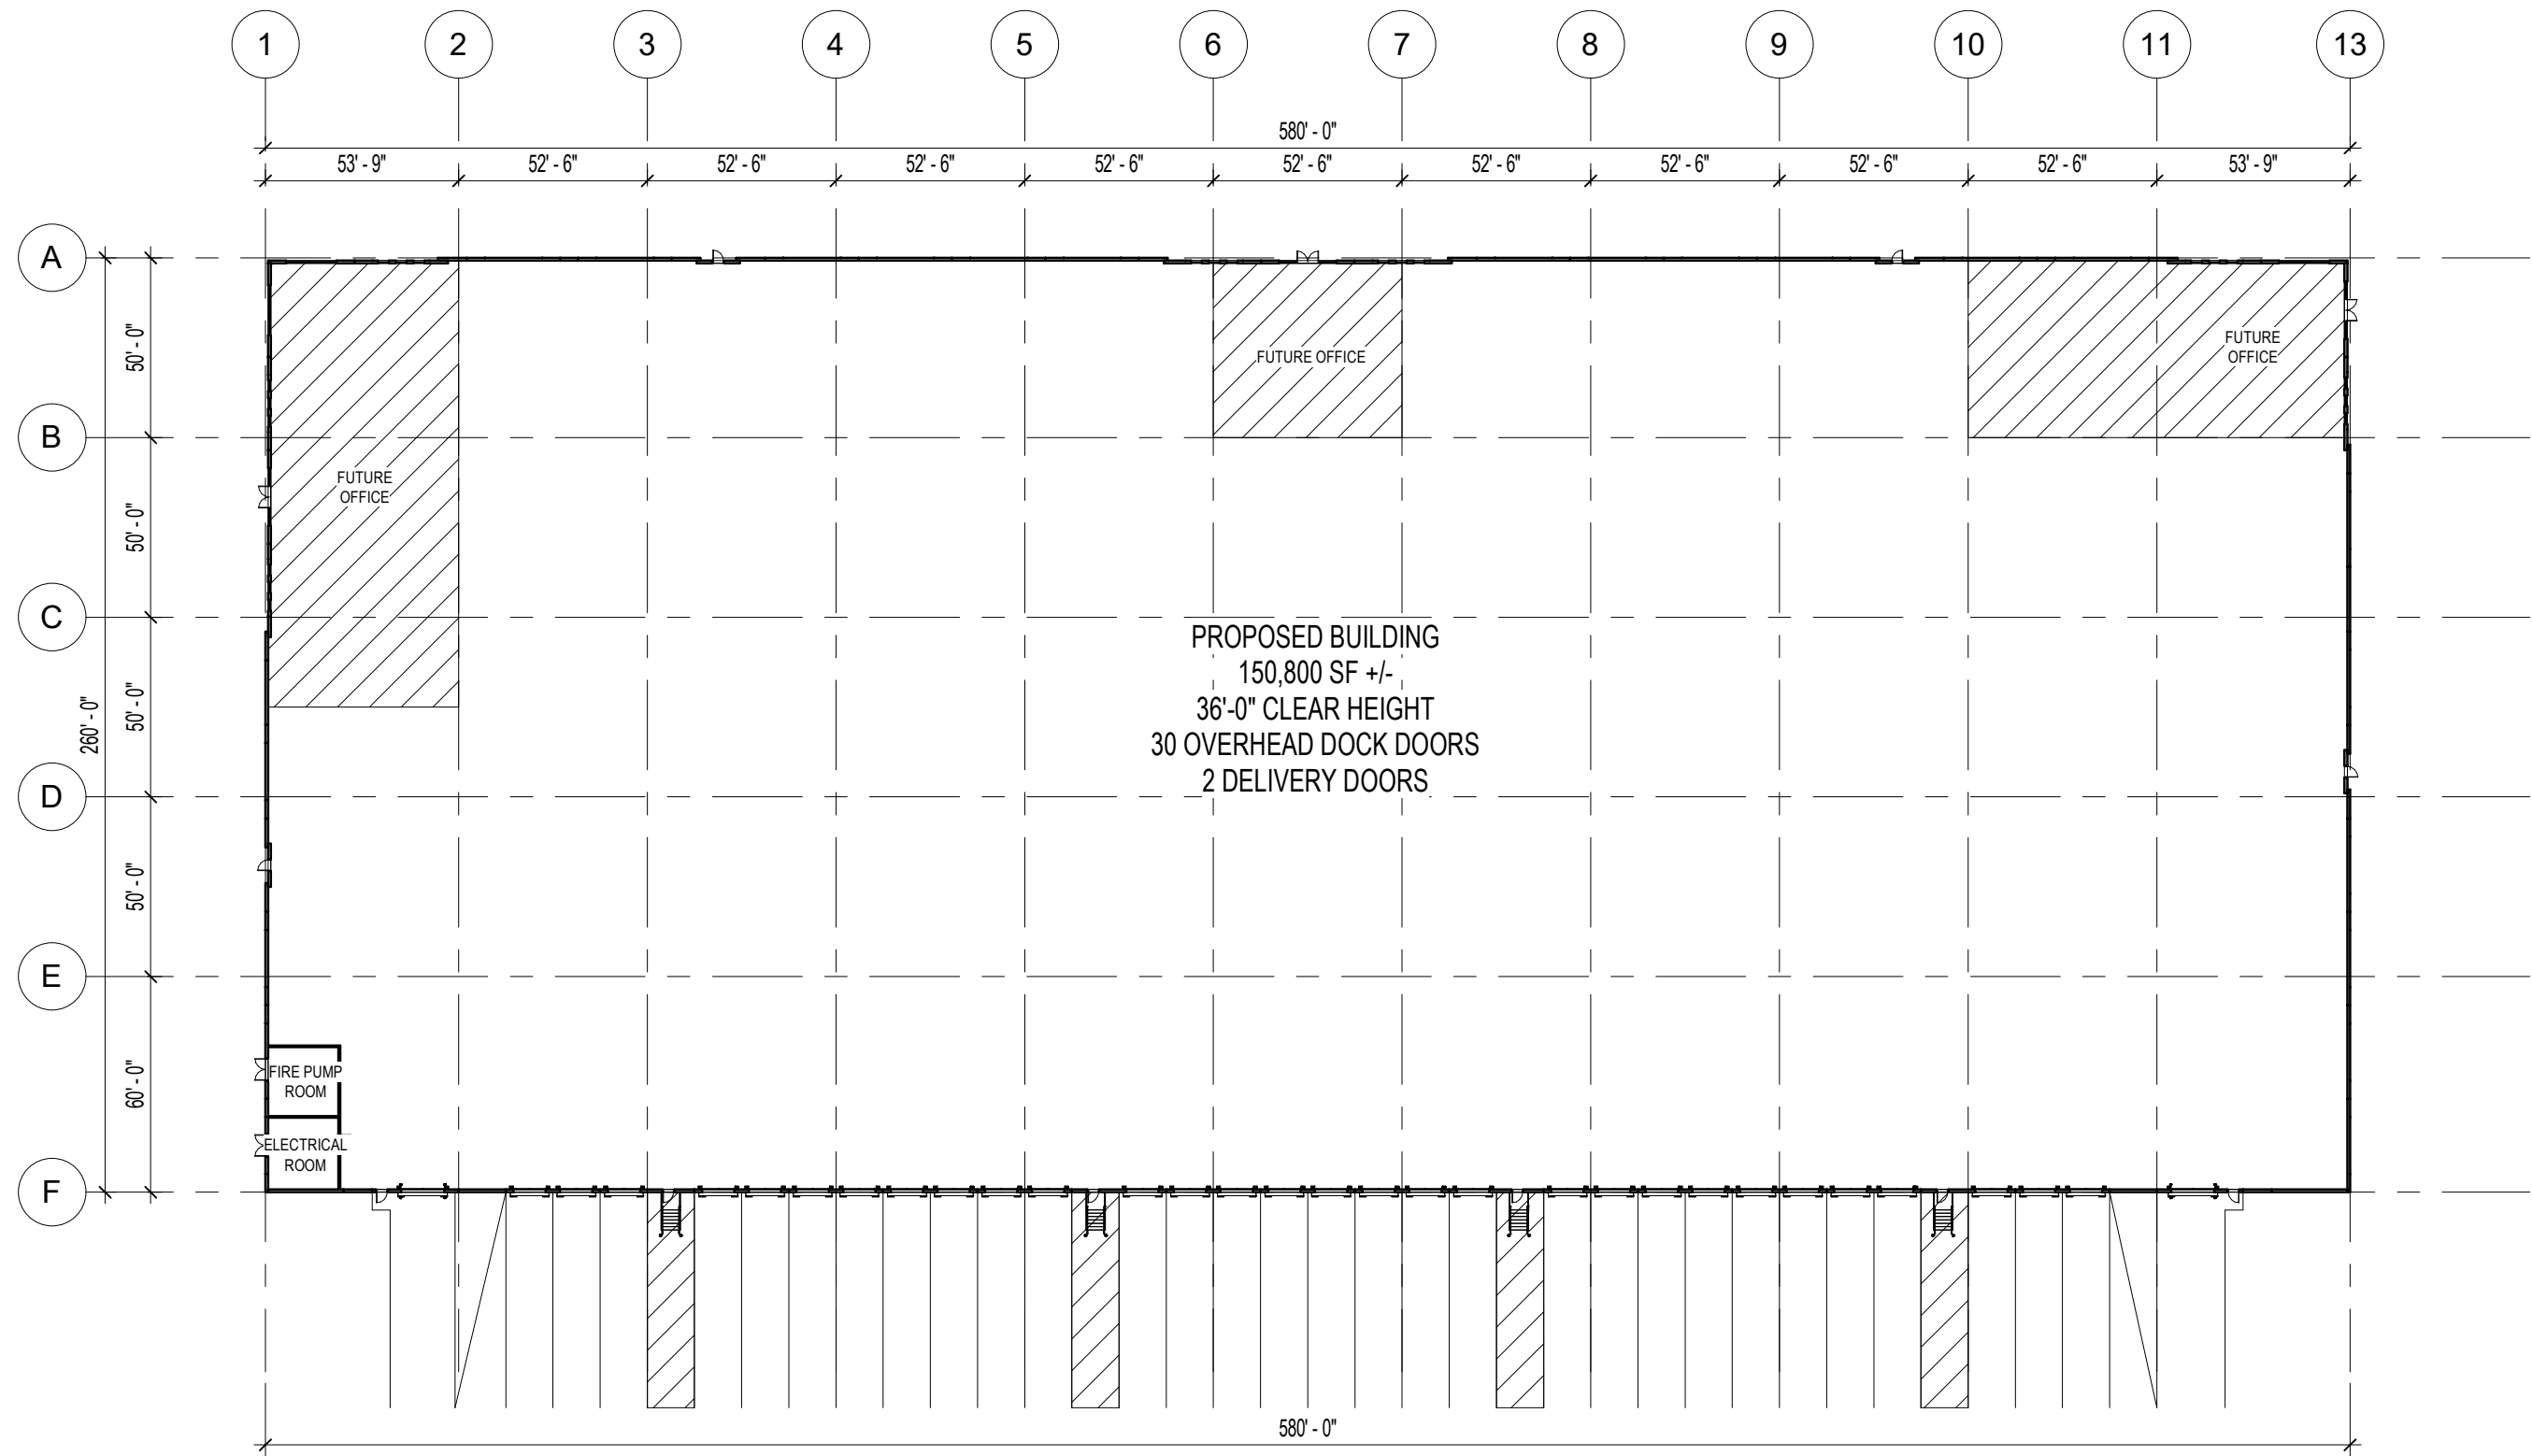 1 2 3 4 5 6 7 8 9 10 11 13
580' - 0"
53' - 9" 52' - 6" 52' - 6" 52' - 6" 52' - 6" 52' - 6" 52' - 6" 52' - 6" 52' - 6" 52' - 6" 53' - 9"
A
50' - 0"
FUTURE OFFICE
FUTURE
OFFICE
B
FUTURE
OFFICE
50' - 0"
C
PROPOSED BUILDING
150,800 SF +/-
36'-0" CLEAR HEIGHT
30 OVERHEAD DOCK DOORS
2 DELIVERY DOORS
50' - 0"
260' - 0"
D
50' - 0"
E
60' - 0"
FIRE PUMP
ROOM
ELECTRICAL
ROOM
F
580' - 0"